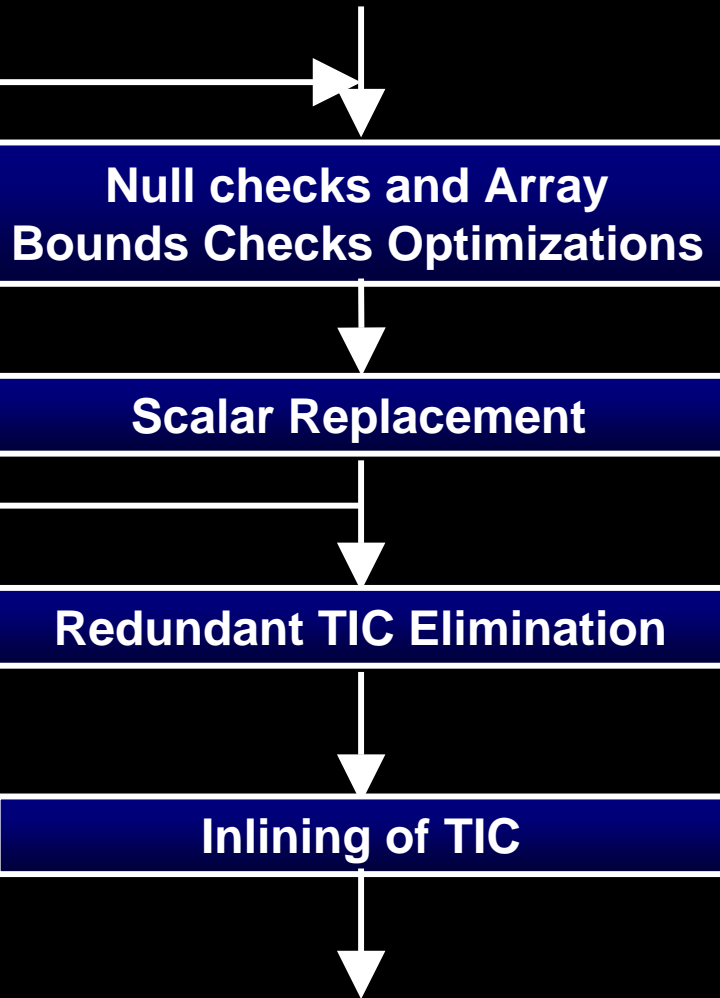 Null checks and Array
Bounds Checks Optimizations
Scalar Replacement
Redundant TIC Elimination
Inlining of TIC